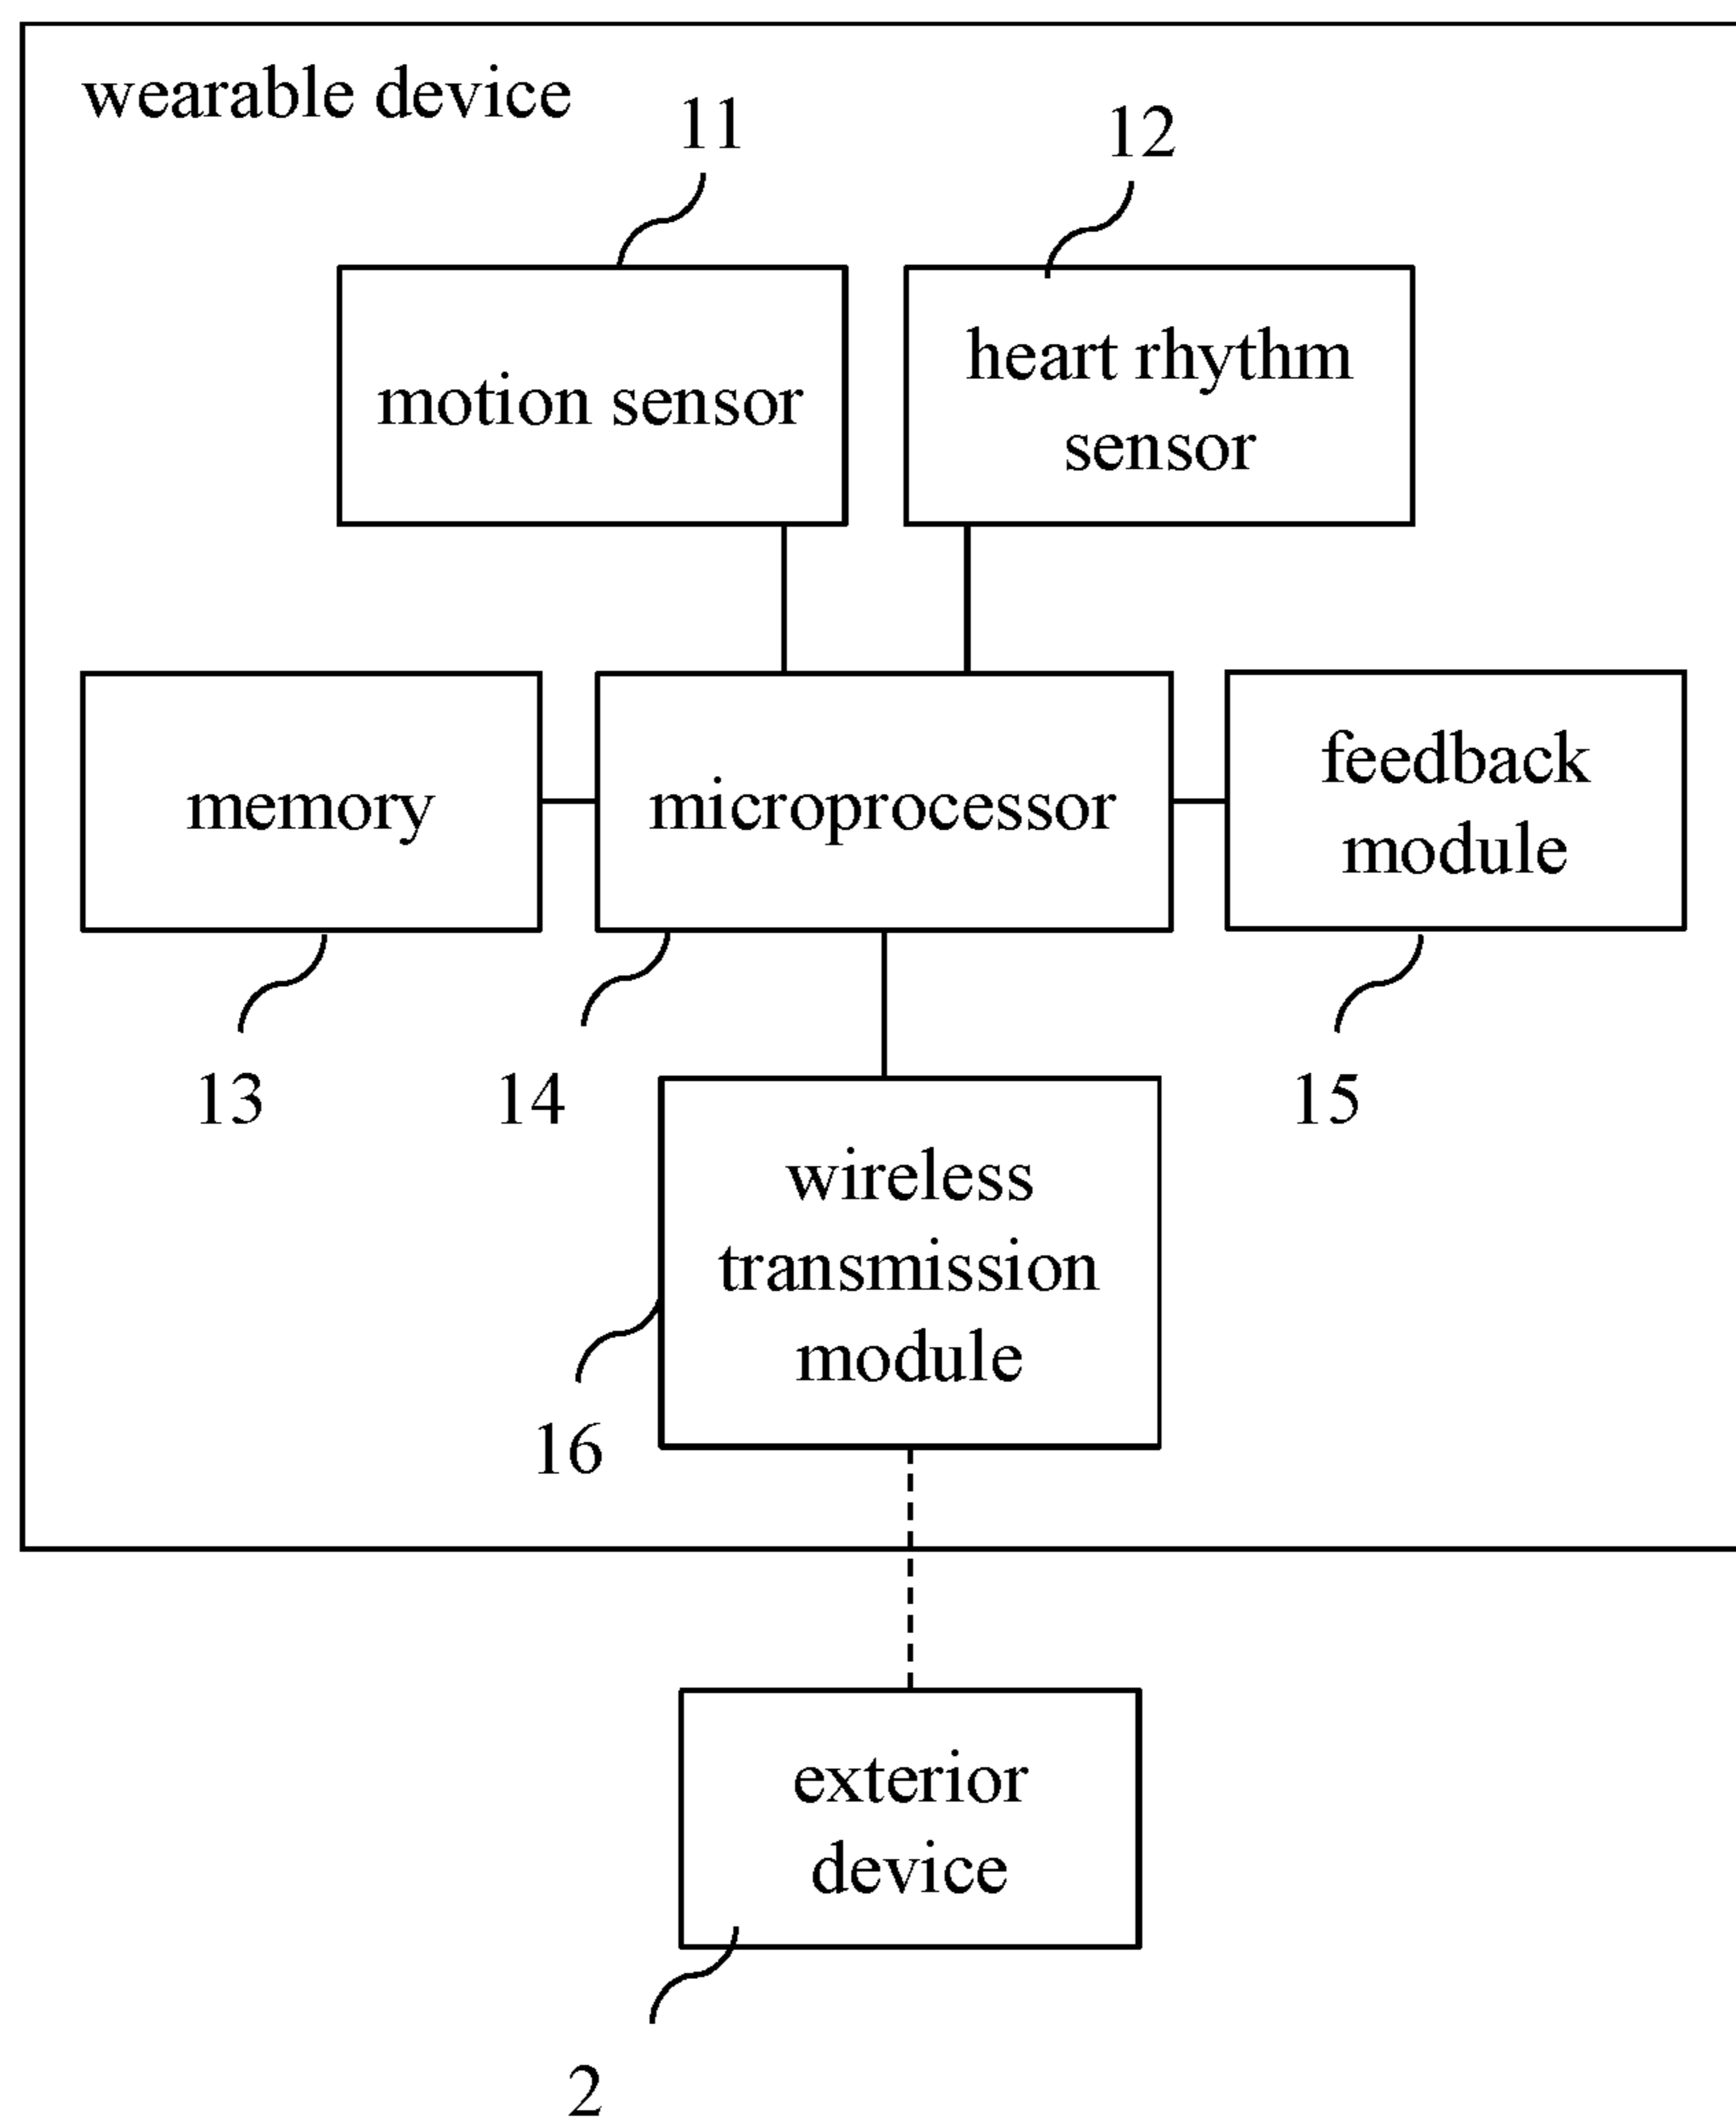 wearable device
11
12
motion sensor
heart rhythm
sensor
memory
microprocessor
feedback
module
13
14
15
wireless
transmission
module
16
exterior
device
2